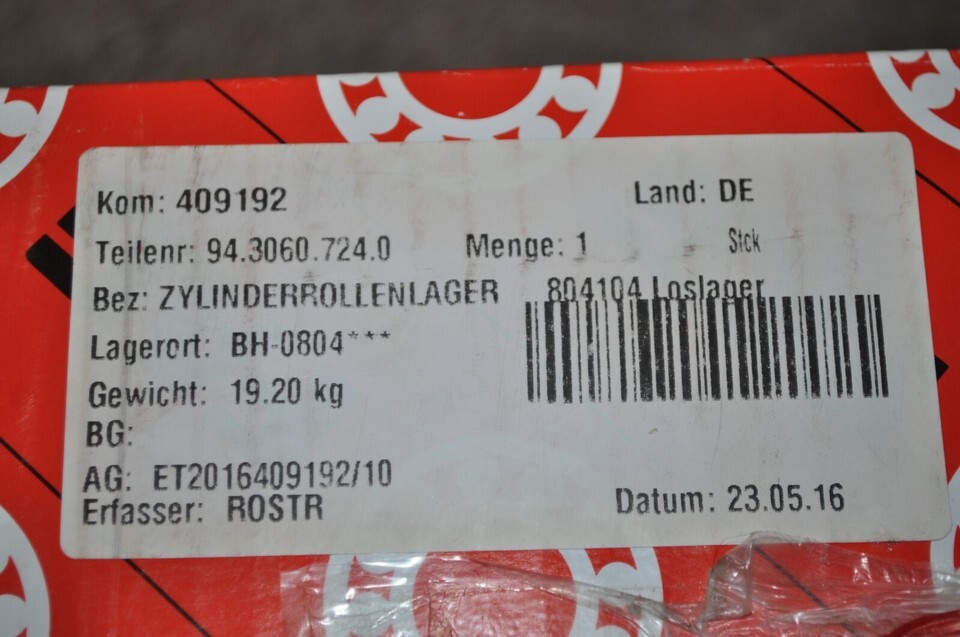 Kom: 409192 Land: DE
Teilenr: 94.3060.724.0 Menge: 1 Stck
Bez: ZYLINDERROLLENLAGER 804104 Loslager
Lagerort: BH-0804***
Gewicht: 19.20 kg
BG:
AG: ET2016409192/10
Erfasser: ROSTR Datum: 23.05.16